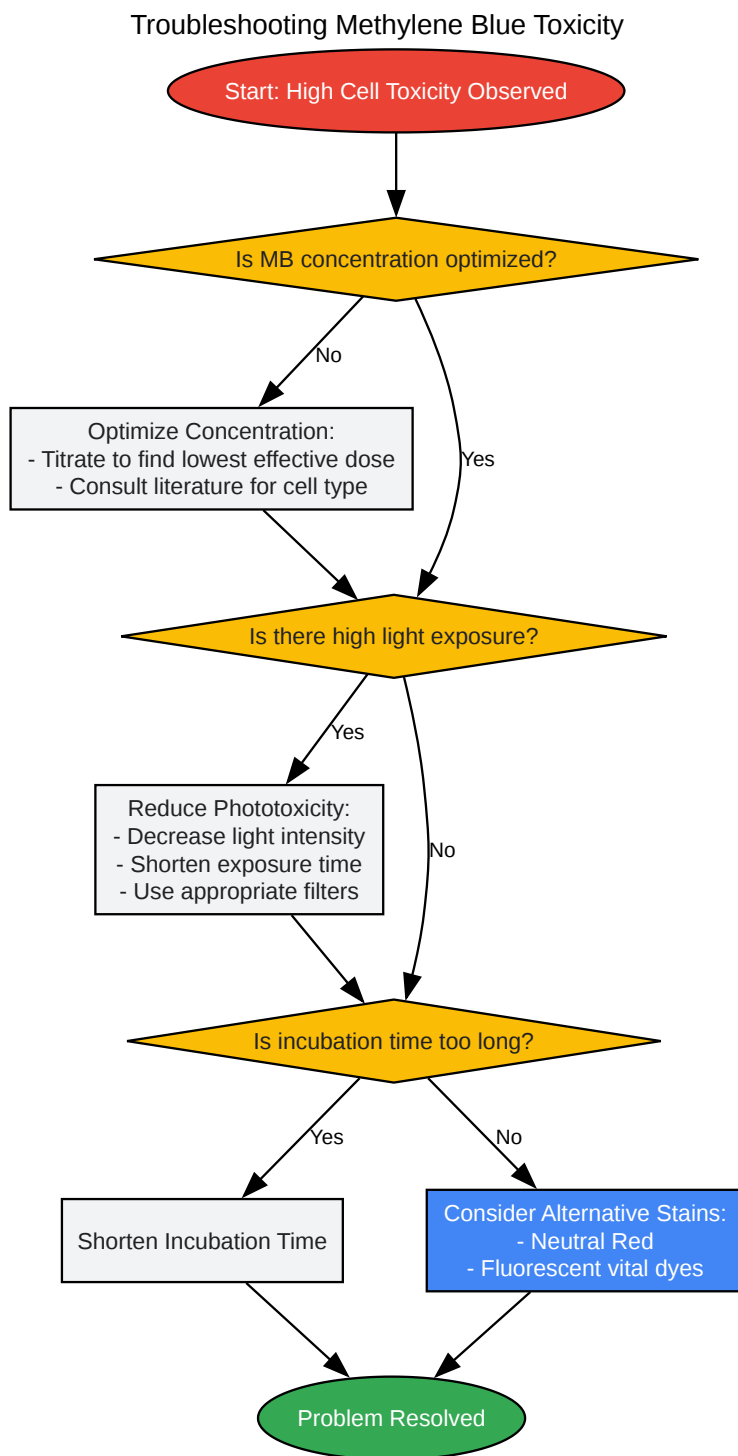 Troubleshooting Methylene Blue Toxicity
Start: High Cell Toxicity Observed
Is MB concentration optimized?
No
Optimize Concentration:
- Titrate to find lowest effective dose
- Consult literature for cell type
Yes
Is there high light exposure?
Yes
Reduce Phototoxicity:
- Decrease light intensity
- Shorten exposure time
- Use appropriate filters
No
Is incubation time too long?
Yes
No
Shorten Incubation Time
Consider Alternative Stains:
- Neutral Red
- Fluorescent vital dyes
Problem Resolved